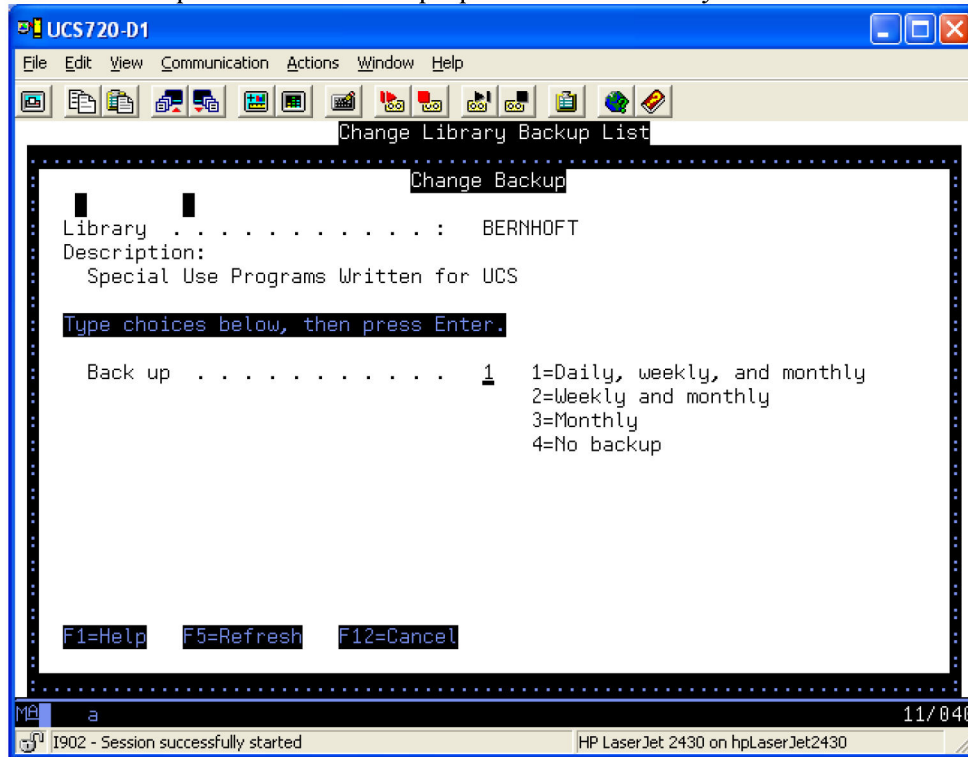 UCS720-D1
File Edit View Communication Actions Window Help
Change Library Backup List
Change Backup
Library . . . . . . . . . . . . : BERNHOFT
Description:
Special Use Programs Written for UCS
Type choices below, then press Enter.
Back up . . . . . . . . . . . 1 1=Daily, weekly, and monthly
2=Weekly and monthly
3=Monthly
4=No backup
F1=Help F5=Refresh F12=Cancel
MA a 11/040
I902 - Session successfully started HP LaserJet 2430 on hpLaserJet2430